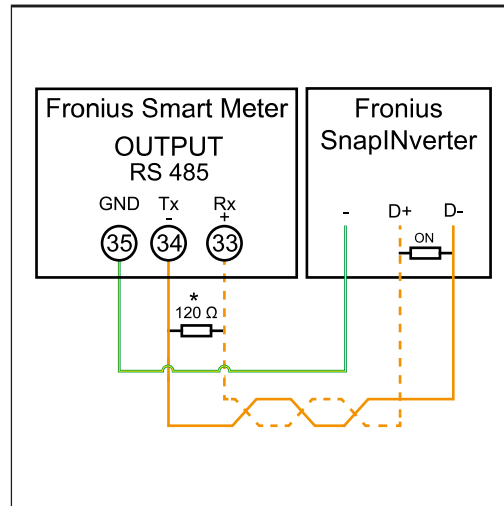 Fronius Smart Meter
OUTPUT
RS 485
GND Tx Rx
- +
35 34 33
*
120 Ω
Fronius
SnapINverter
- D+ D-
ON